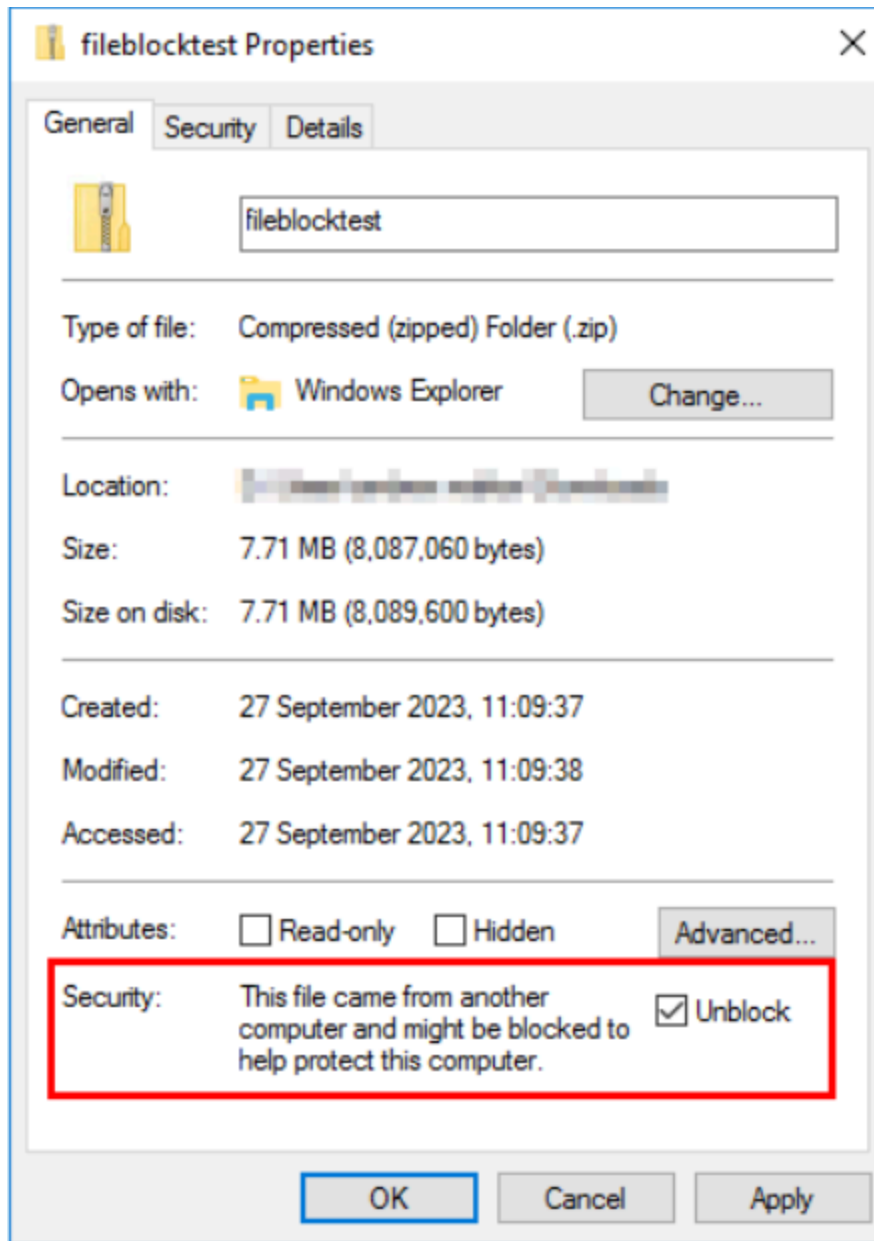 fileblocktest Properties
General Security Details
fileblocktest
Type of file: Compressed (zipped) Folder (.zip)
Opens with: Windows Explorer Change...
Location:
Size: 7.71 MB (8,087,060 bytes)
Size on disk: 7.71 MB (8,089,600 bytes)
Created: 27 September 2023, 11:09:37
Modified: 27 September 2023, 11:09:38
Accessed: 27 September 2023, 11:09:37
Attributes: Read-only Hidden Advanced...
Security: This file came from another
computer and might be blocked to
help protect this computer.
Unblock
OK Cancel Apply